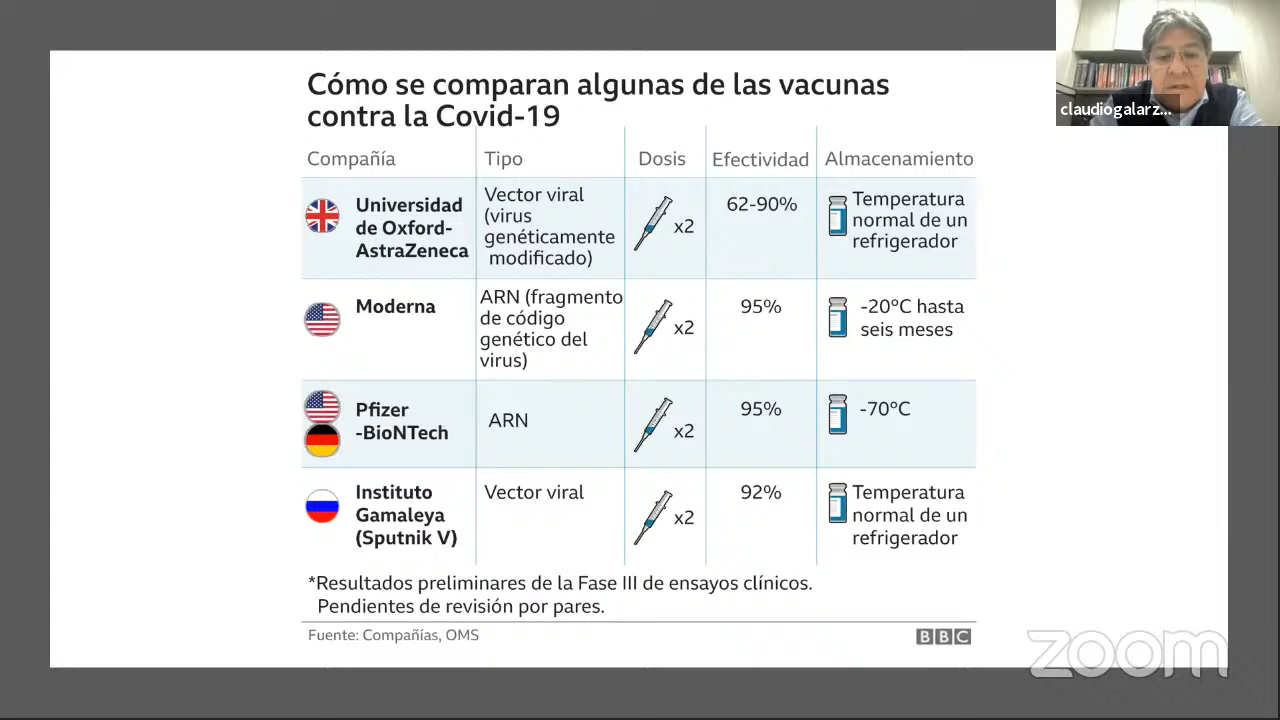 Cómo se comparan algunas de las vacunas
contra la Covid-19
Compañía Tipo Dosis Efectividad Almacenamiento
Universidad
de Oxford-
AstraZeneca
Vector viral
(virus
genéticamente
modificado)
x2
62-90%
Temperatura
normal de un
refrigerador
Moderna
ARN (fragmento
de código
genético del
virus)
x2
95%
-20°C hasta
seis meses
Pfizer
-BioNTech
ARN
x2
95%
-70°C
Instituto
Gamaleya
(Sputnik V)
Vector viral
x2
92%
Temperatura
normal de un
refrigerador
*Resultados preliminares de la Fase III de ensayos clínicos.
Pendientes de revisión por pares.
Fuente: Compañías, OMS
BBC
claudiogalarz...
zoom